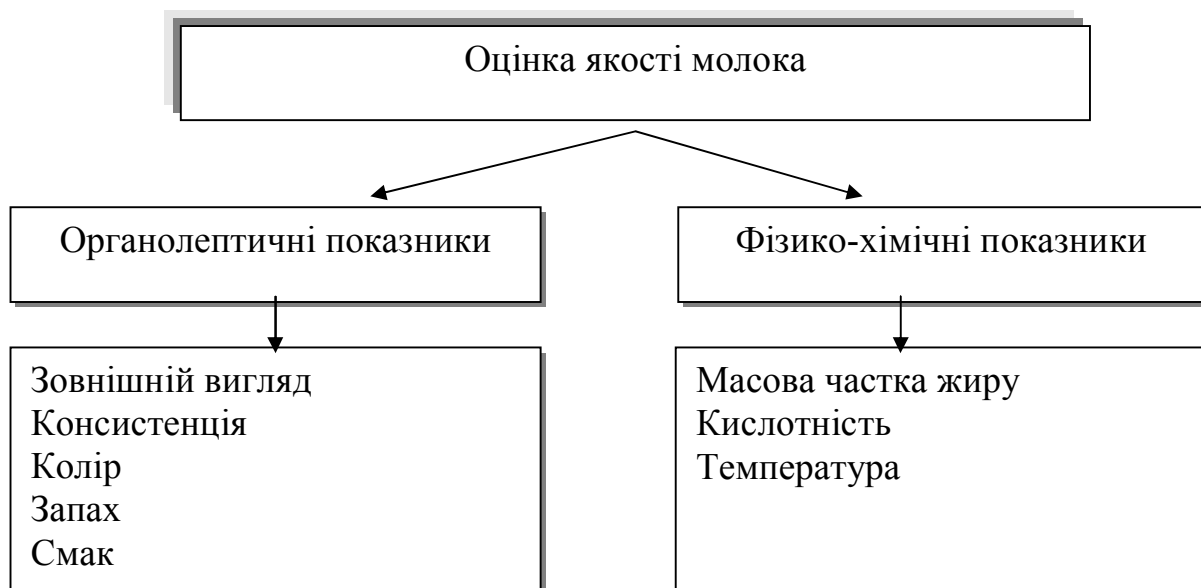 Оцінка якості молока
Органолептичні показники
Фізико-хімічні показники
Зовнішній вигляд
Консистенція
Колір
Запах
Смак
Масова частка жиру
Кислотність
Температура